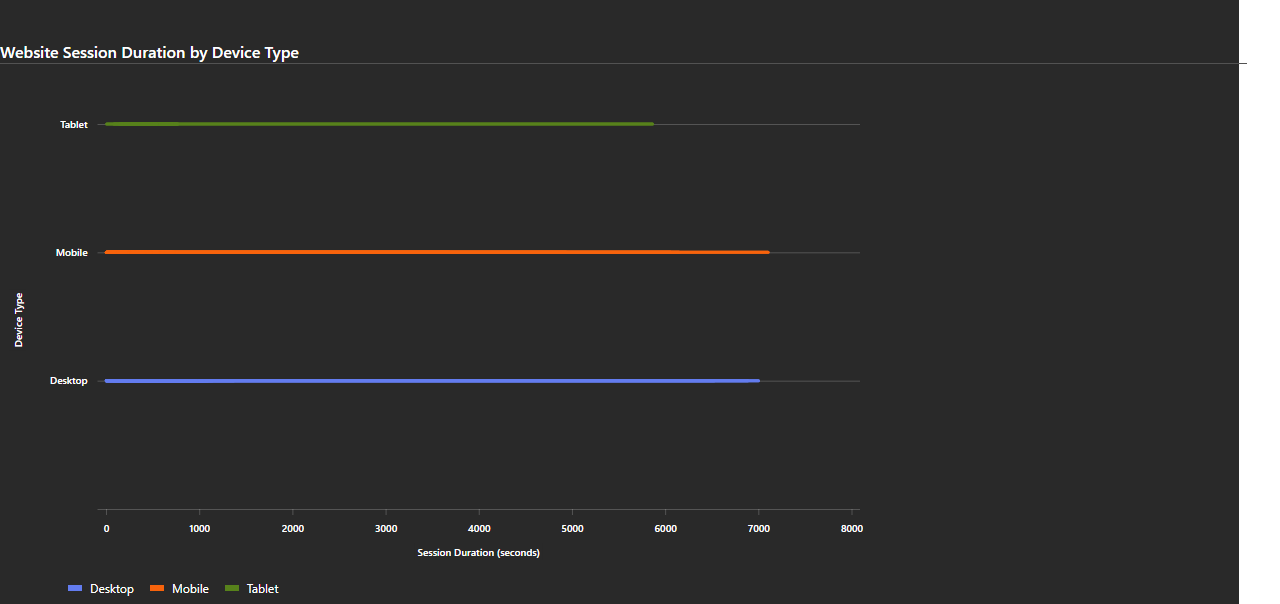 Website Session Duration by Device Type
Tablet
Mobile
Desktop
Device Type
0 1000 2000 3000 4000 5000 6000 7000 8000
Session Duration (seconds)
Desktop Mobile Tablet